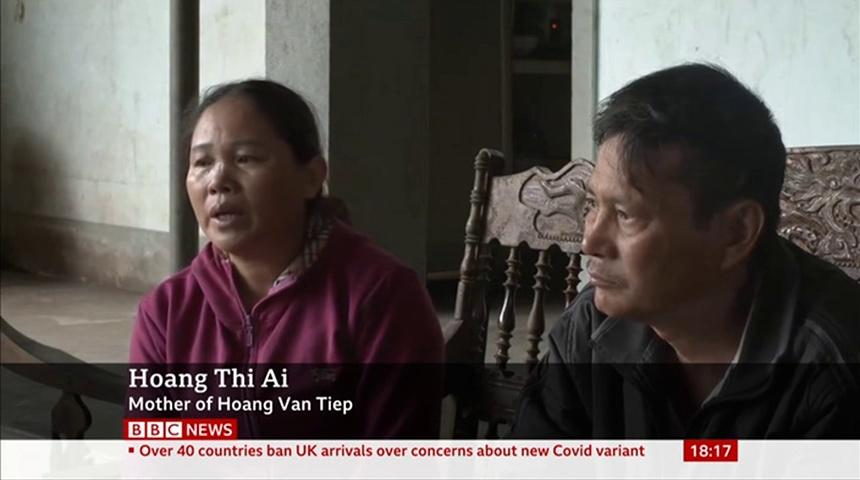 Hoang Thi Ai
Mother of Hoang Van Tiep
BBC NEWS
Over 40 countries ban UK arrivals over concerns about new Covid variant 18:17